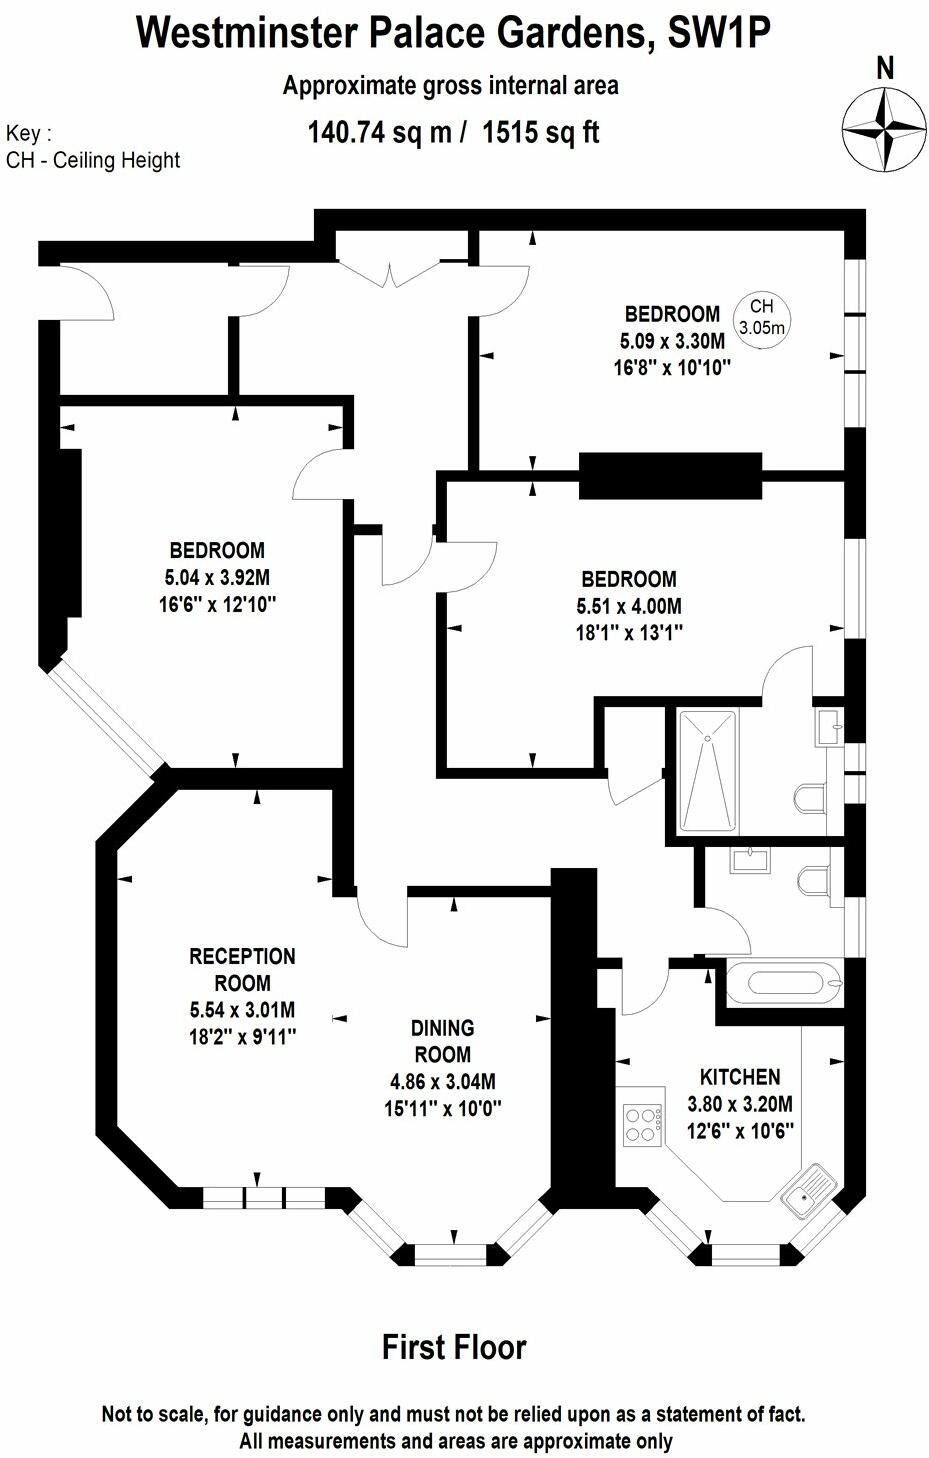 Westminster Palace Gardens, SW1P
Approximate gross internal area
140.74 sq m / 1515 sq ft
N
Key :
CH - Ceiling Height
BEDROOM
5.09 x 3.30M
16'8" x 10'10"
CH
3.05m
BEDROOM
5.04 x 3.92M
16'6" x 12'10"
BEDROOM
5.51 x 4.00M
18'1" x 13'1"
RECEPTION
ROOM
5.54 x 3.01M
18'2" x 9'11"
DINING
ROOM
4.86 x 3.04M
15'11" x 10'0"
KITCHEN
3.80 x 3.20M
12'6" x 10'6"
First Floor
Not to scale, for guidance only and must not be relied upon as a statement of fact.
All measurements and areas are approximate only